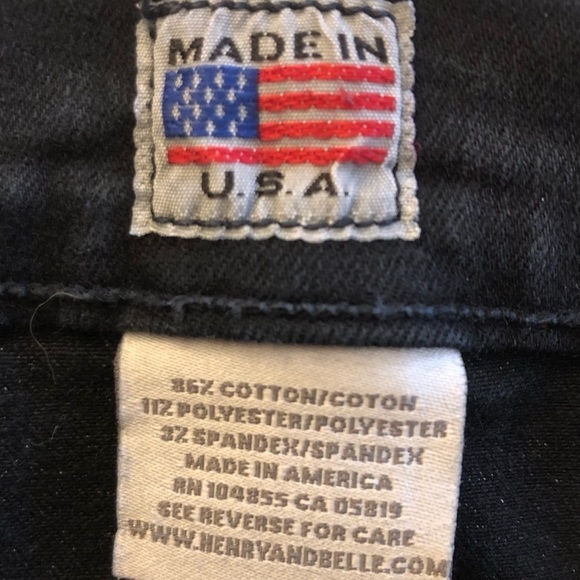 MADE IN
U.S.A.
86% COTTON/COTON
11% POLYESTER/POLYESTER
3% SPANDEX/SPANDEX
MADE IN AMERICA
RN 104855 CA 05819
SEE REVERSE FOR CARE
WWW.HENRYANDBELLE.COM